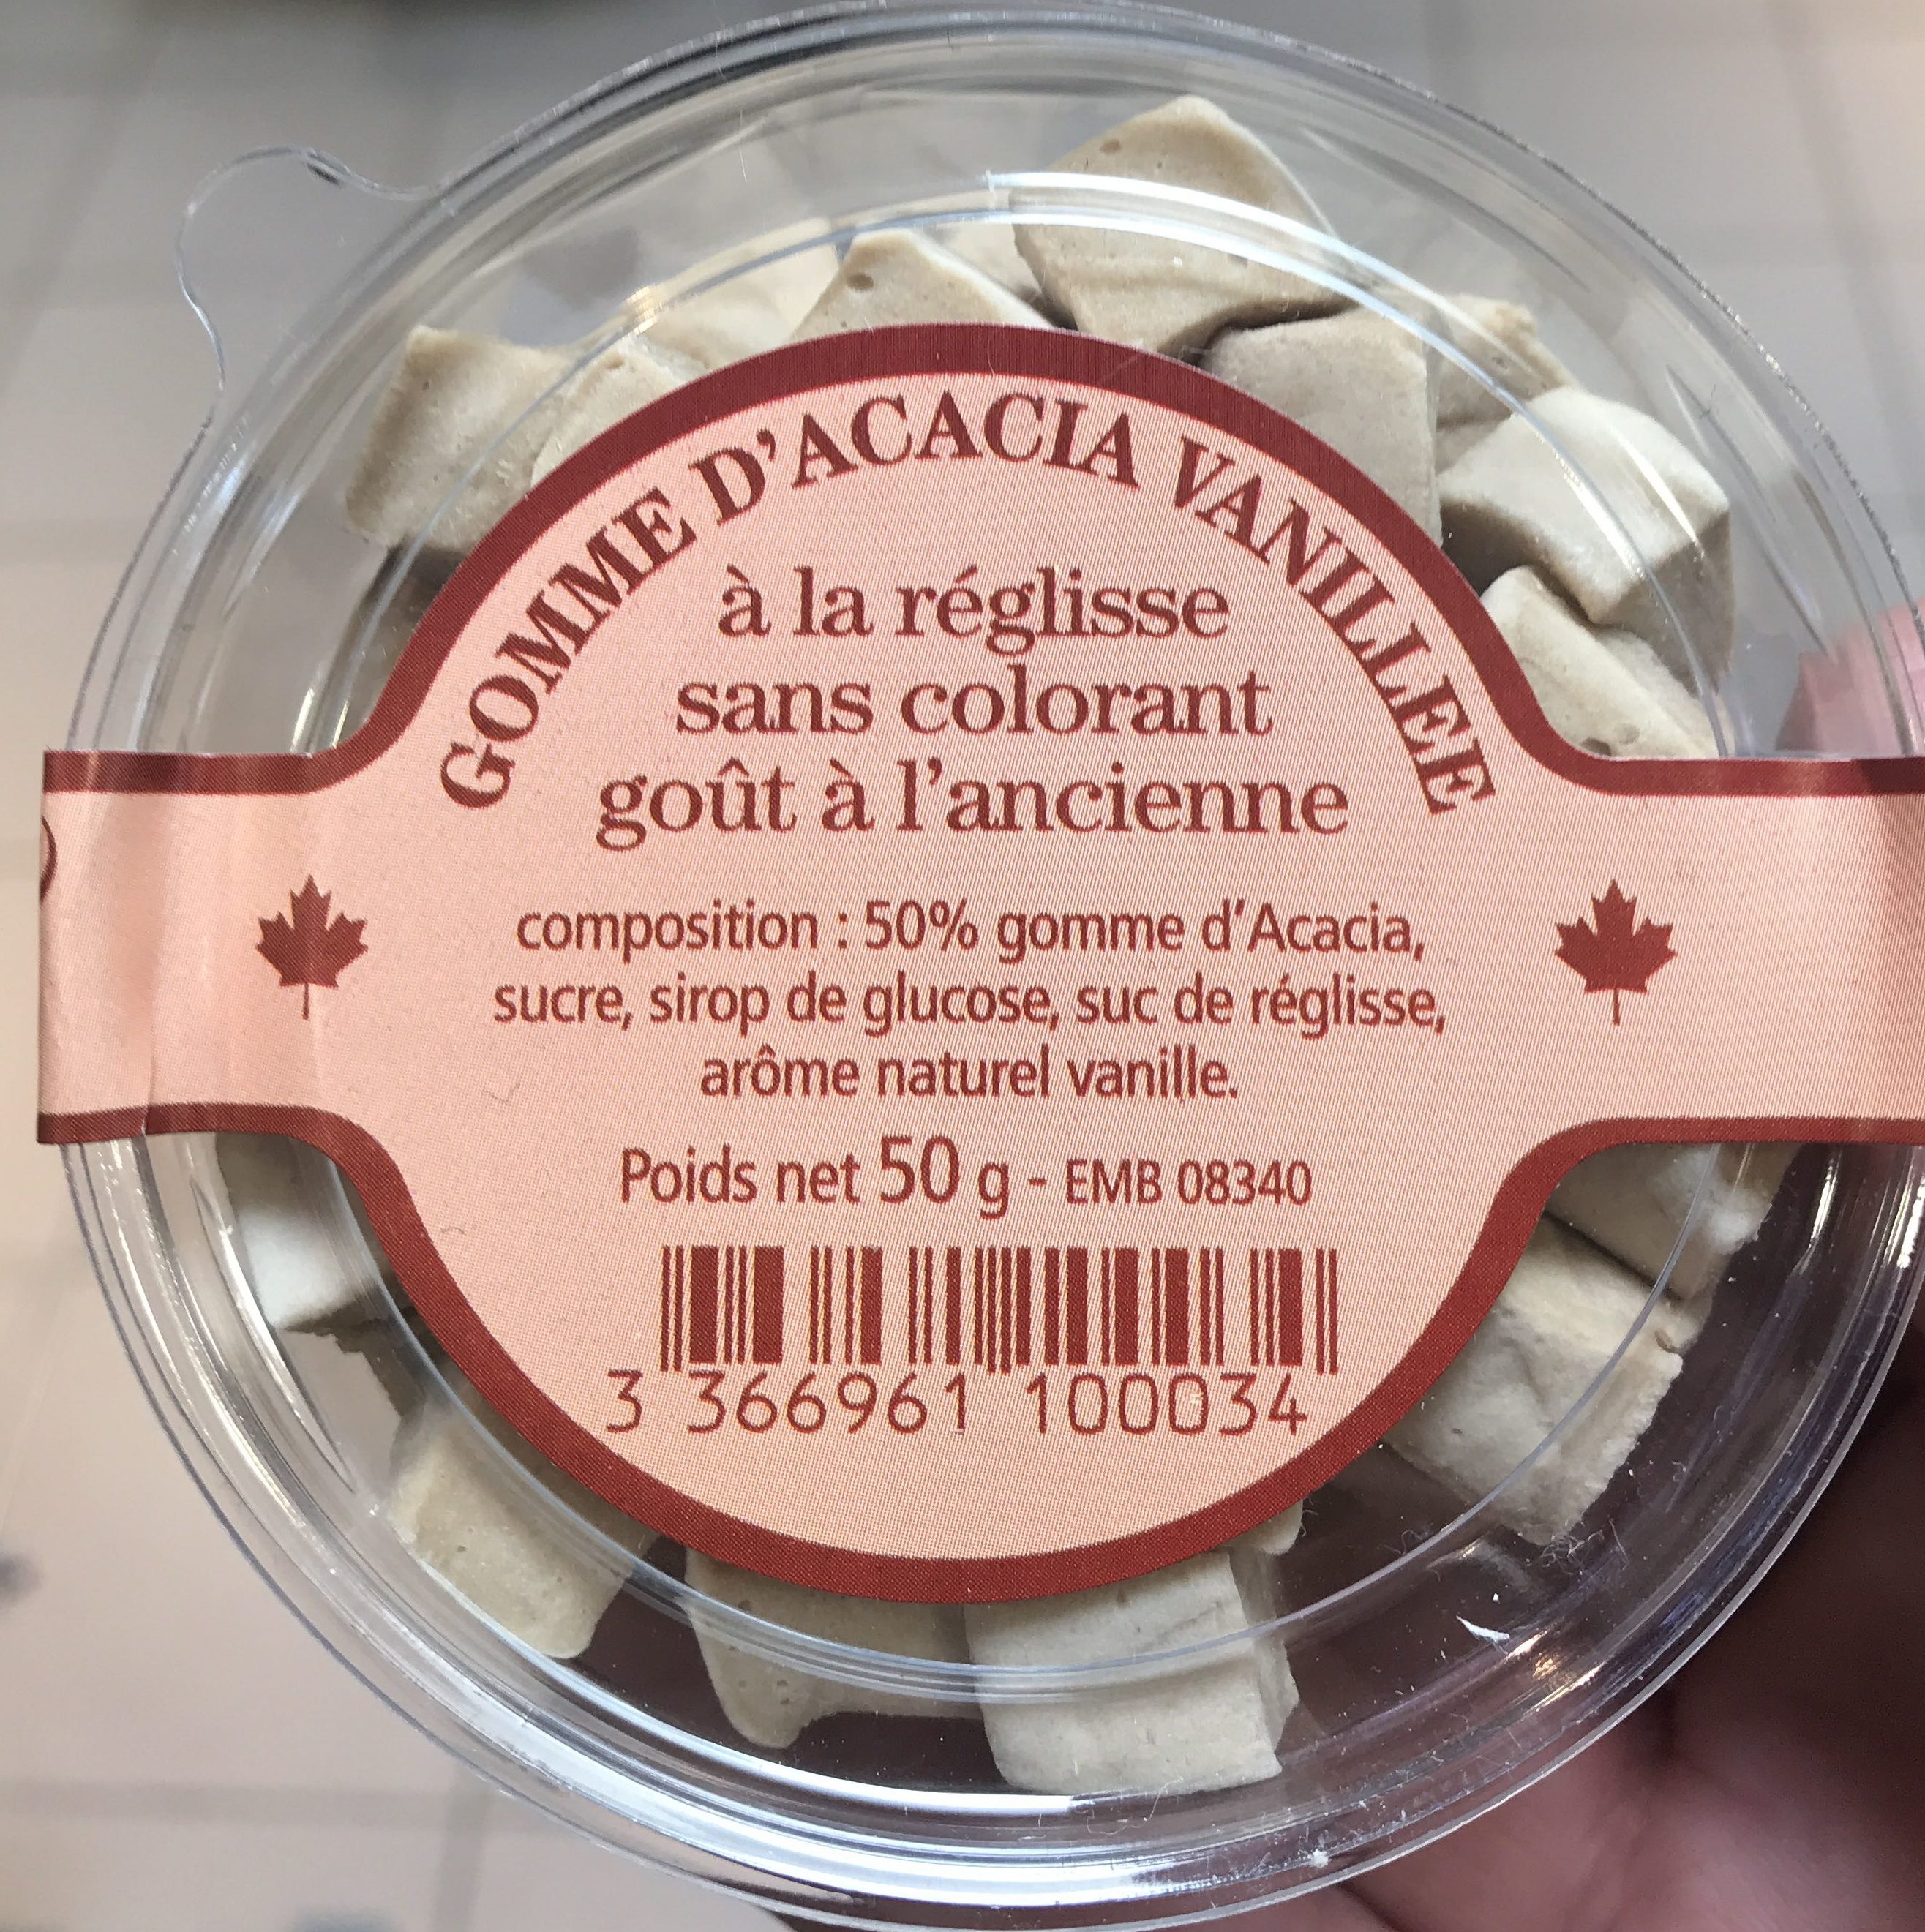 GOMME D'ACACIA VANILLEE
à la réglisse
sans colorant
goût à l'ancienne
composition : 50% gomme d'Acacia,
sucre, sirop de glucose, suc de réglisse,
arôme naturel vanille.
Poids net 50 g - EMB 08340
3 366961 100034